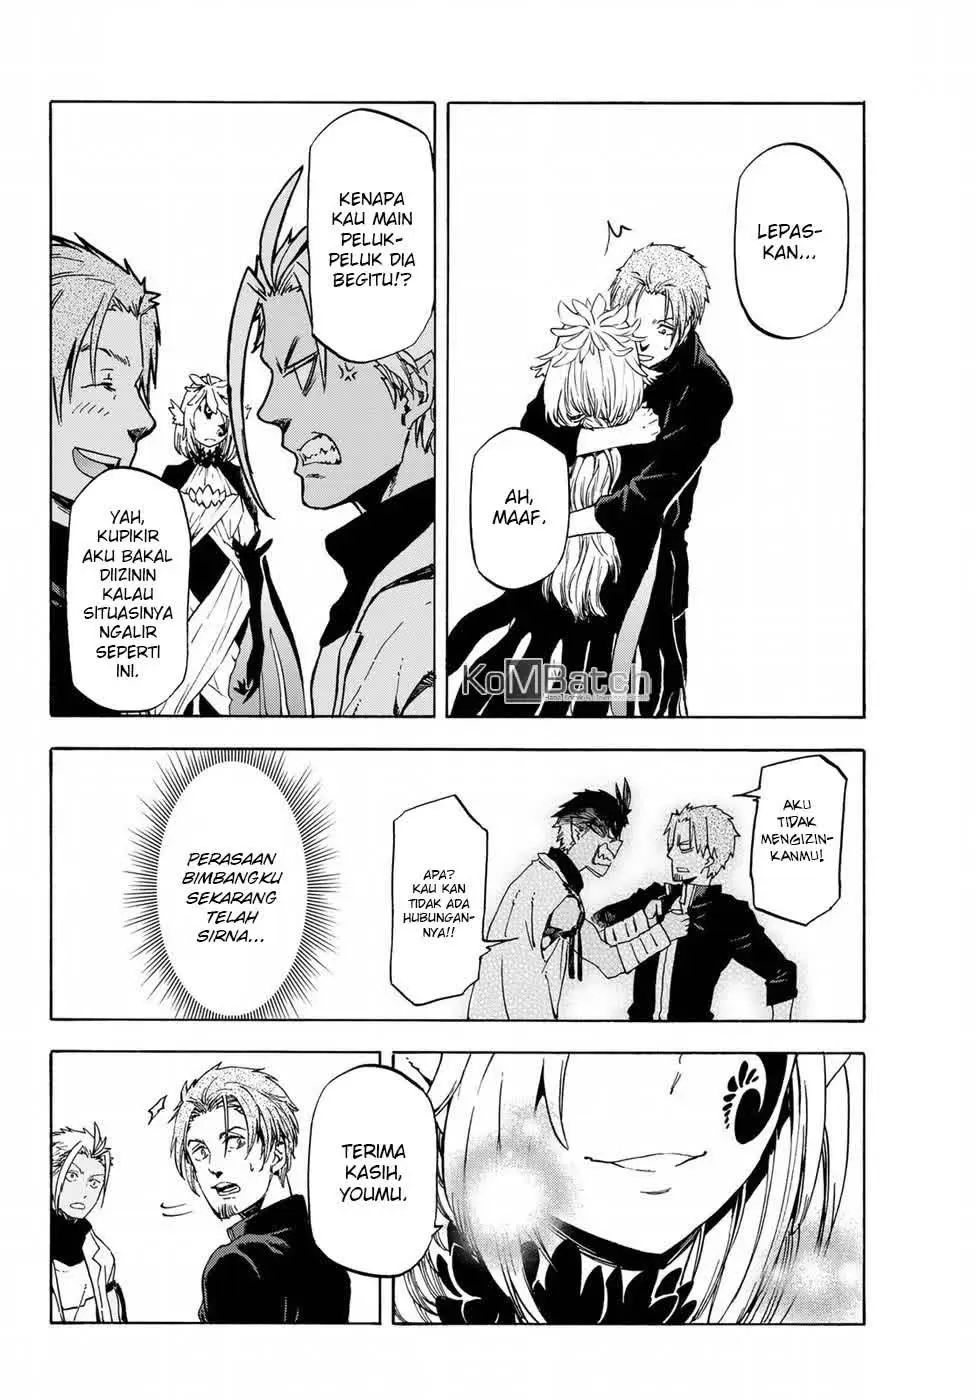 LEPAS-
KAN...
AH,
MAAF.
KENAPA
KAU MAIN
PELUK-
PELUK DIA
BEGITU!?
YAH,
KUPIKIR
AKU BAKAL
DIIZININ
KALAU
SITUASINYA
NGALIR
SEPERTI
INI.
KoMBatch
AKU
TIDAK
MENGIZIN-
KANMU!
APA?
KAU KAN
TIDAK ADA
HUBUNGAN-
NYA!!
PERASAAN
BIMBANGKU
SEKARANG
TELAH
SIRNA...
TERIMA
KASIH,
YOUMU.